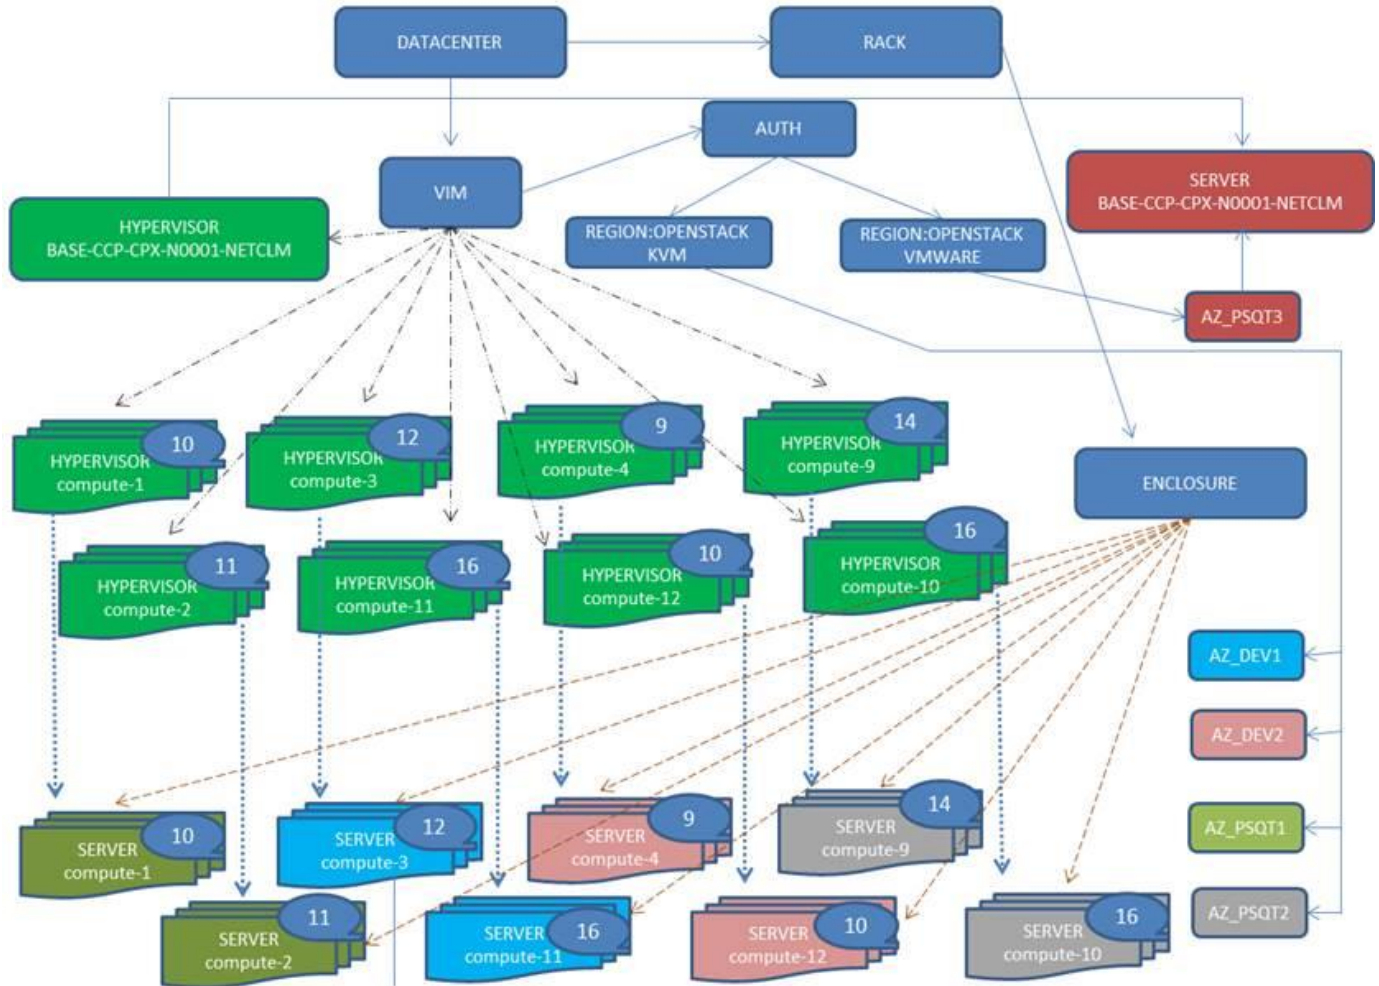 DATACENTER
RACK
AUTH
VIM
SERVER
BASE-CCP-CPX-N0001-NETCLM
HYPERVISOR
BASE-CCP-CPX-N0001-NETCLM
REGION:OPENSTACK
KVM
REGION:OPENSTACK
VMWARE
AZ_PSQT3
10
HYPERVISOR
compute-1
12
HYPERVISOR
compute-3
9
HYPERVISOR
compute-4
14
HYPERVISOR
compute-9
ENCLOSURE
11
HYPERVISOR
compute-2
16
HYPERVISOR
compute-11
10
HYPERVISOR
compute-12
16
HYPERVISOR
compute-10
AZ_DEV1
AZ_DEV2
AZ_PSQT1
AZ_PSQT2
10
SERVER
compute-1
12
SERVER
compute-3
9
SERVER
compute-4
14
SERVER
compute-9
11
SERVER
compute-2
16
SERVER
compute-11
10
SERVER
compute-12
16
SERVER
compute-10